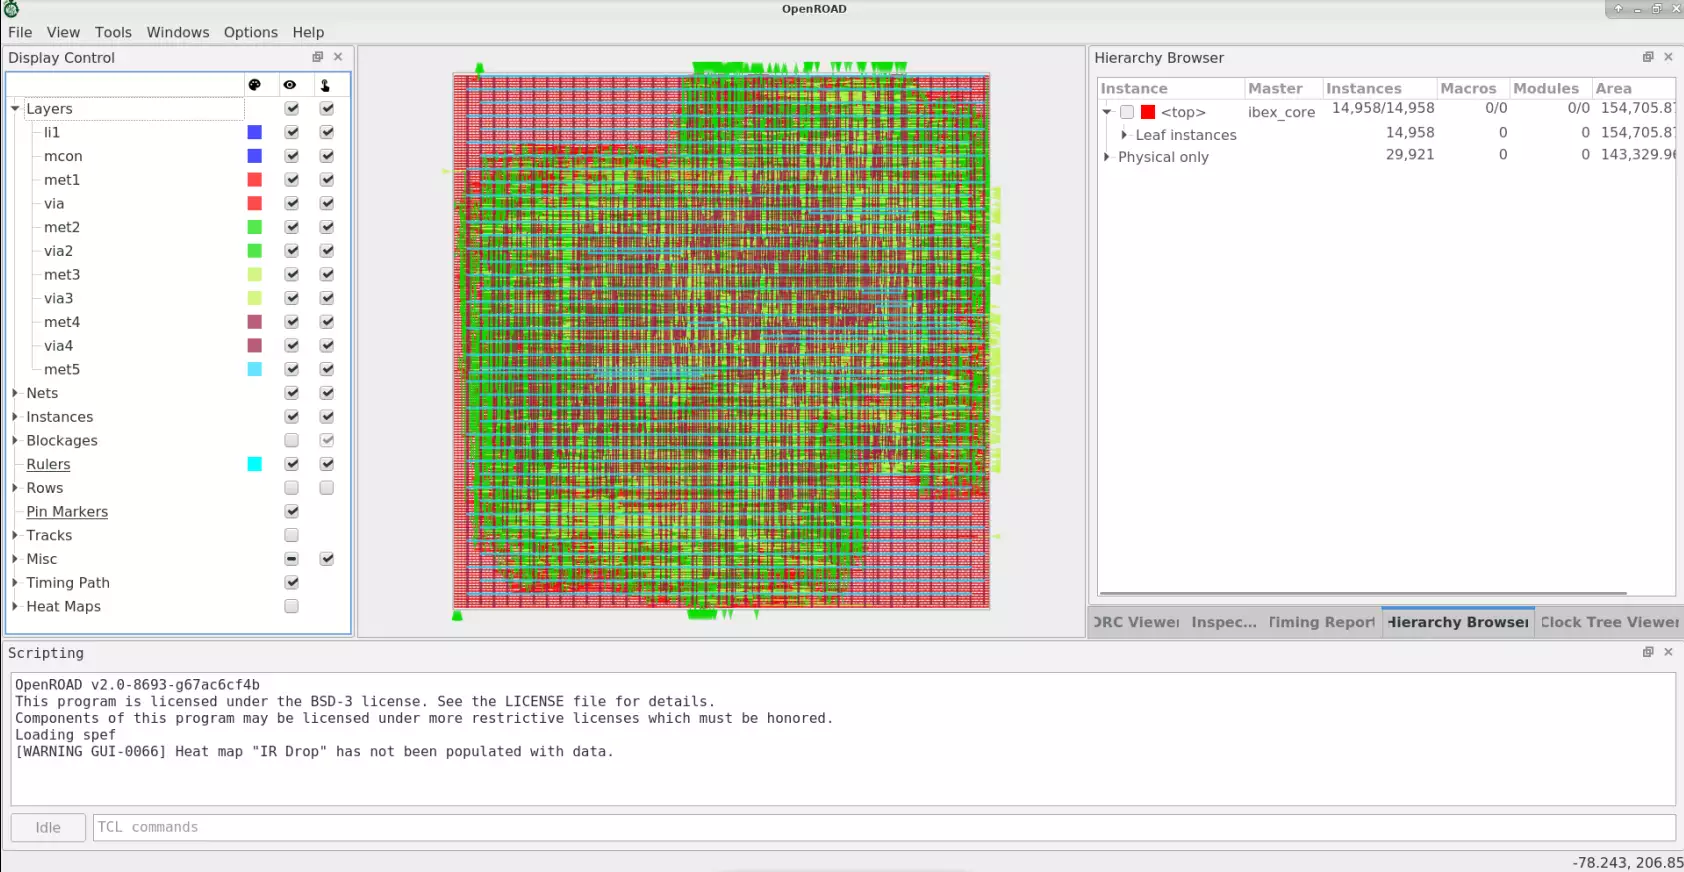 OpenROAD
File View Tools Windows Options Help
Display Control
Layers
li1
mcon
met1
via
met2
via2
met3
via3
met4
via4
met5
Nets
Instances
Blockages
Rulers
Rows
Pin Markers
Tracks
Misc
Timing Path
Heat Maps
Hierarchy Browser
Instance Master Instances Macros Modules Area
<top> ibex_core 14,958/14,958 0/0 0/0 154,705.87
Leaf instances 14,958 0 0 154,705.87
Physical only 29,921 0 0 143,329.96
DRC Viewer Inspec... Timing Report Hierarchy Browser Clock Tree Viewer
Scripting
OpenROAD v2.0-8693-g67ac6cf4b
This program is licensed under the BSD-3 license. See the LICENSE file for details.
Components of this program may be licensed under more restrictive licenses which must be honored.
Loading spef
[WARNING GUI-0066] Heat map "IR Drop" has not been populated with data.
Idle TCL commands
-78.243, 206.85